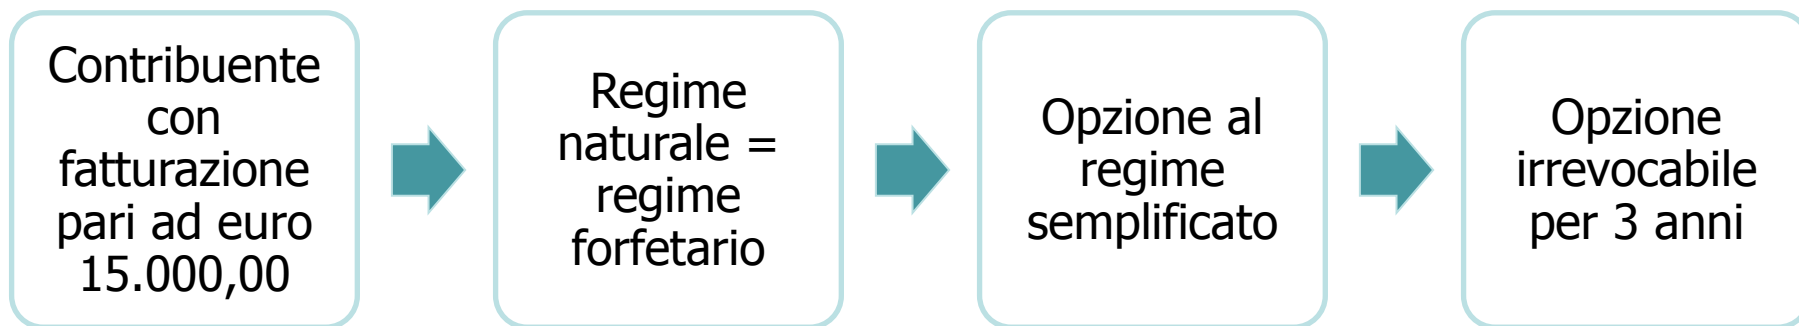 Contribuente
con
fatturazione
pari ad euro
15.000,00
Regime
naturale =
regime
forfetario
Opzione al
regime
semplificato
Opzione
irrevocabile
per 3 anni